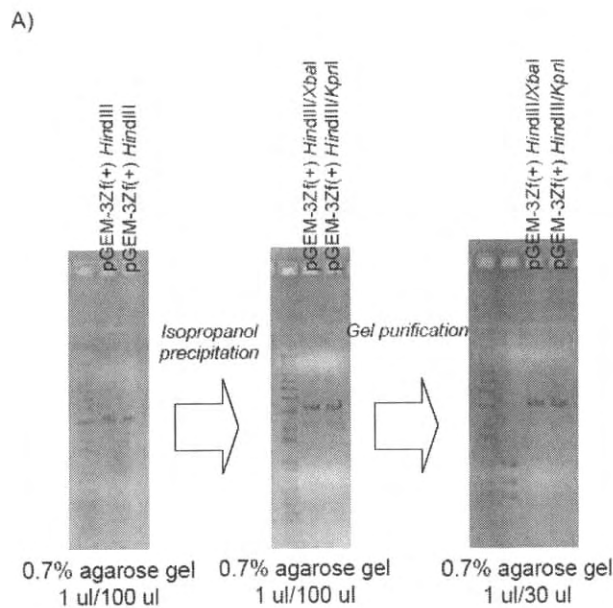 A)
pGEM-3Zf(+) HindIII
pGEM-3Zf(+) HindIII
Isopropanol
precipitation
pGEM-3Zf(+) HindIII/XbaI
pGEM-3Zf(+) HindIII/KpnI
Gel purification
pGEM-3Zf(+) HindIII/XbaI
pGEM-3Zf(+) HindIII/KpnI
0.7% agarose gel
1 ul/100 ul
0.7% agarose gel
1 ul/100 ul
0.7% agarose gel
1 ul/30 ul